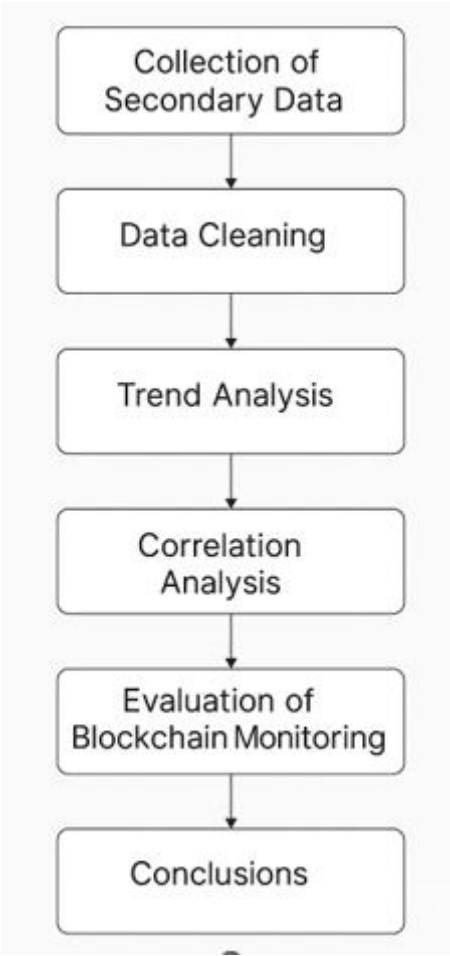 Collection of
Secondary Data
Data Cleaning
Trend Analysis
Correlation
Analysis
Evaluation of
Blockchain Monitoring
Conclusions